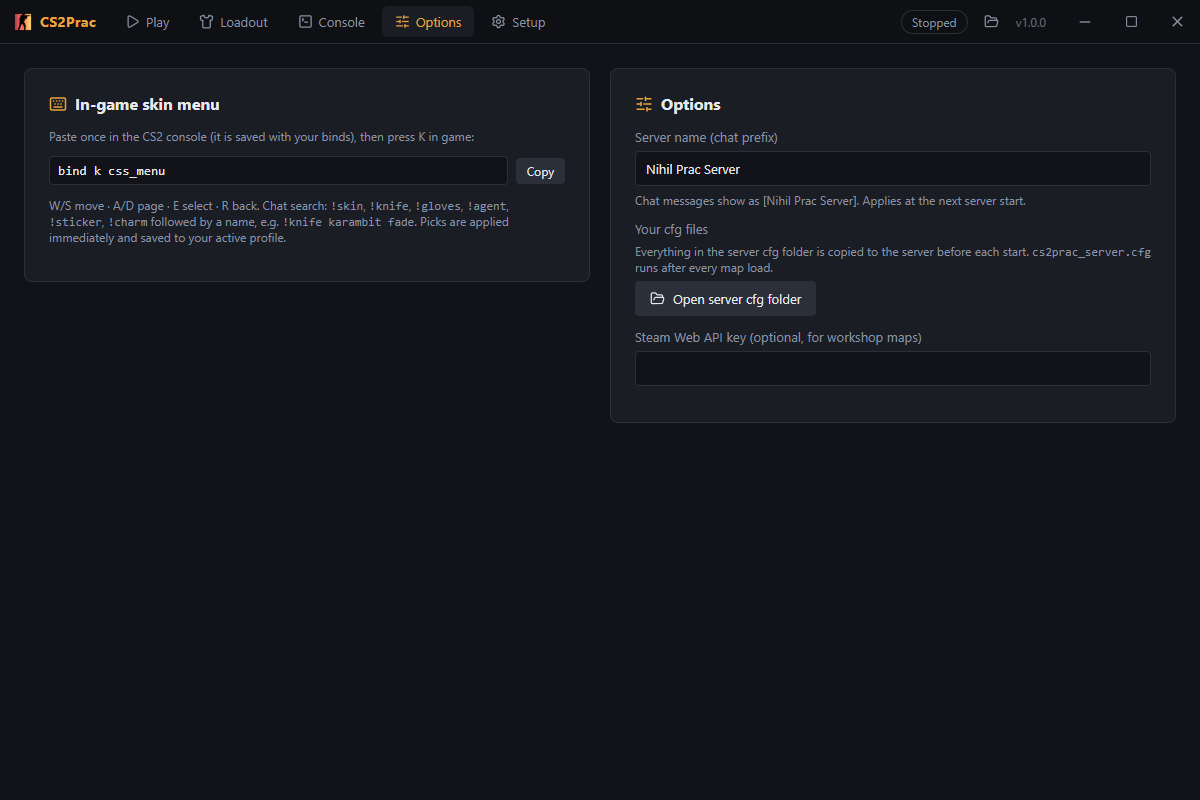 CS2Prac
Play
Loadout
Console
Options
Setup
Stopped
v1.0.0
In-game skin menu
Paste once in the CS2 console (it is saved with your binds), then press K in game:
bind k css_menu
Copy
W/S move · A/D page · E select · R back. Chat search: !skin, !knife, !gloves, !agent,
!sticker, !charm followed by a name, e.g. !knife karambit fade. Picks are applied
immediately and saved to your active profile.
Options
Server name (chat prefix)
Nihil Prac Server
Chat messages show as [Nihil Prac Server]. Applies at the next server start.
Your cfg files
Everything in the server cfg folder is copied to the server before each start. cs2prac_server.cfg
runs after every map load.
Open server cfg folder
Steam Web API key (optional, for workshop maps)